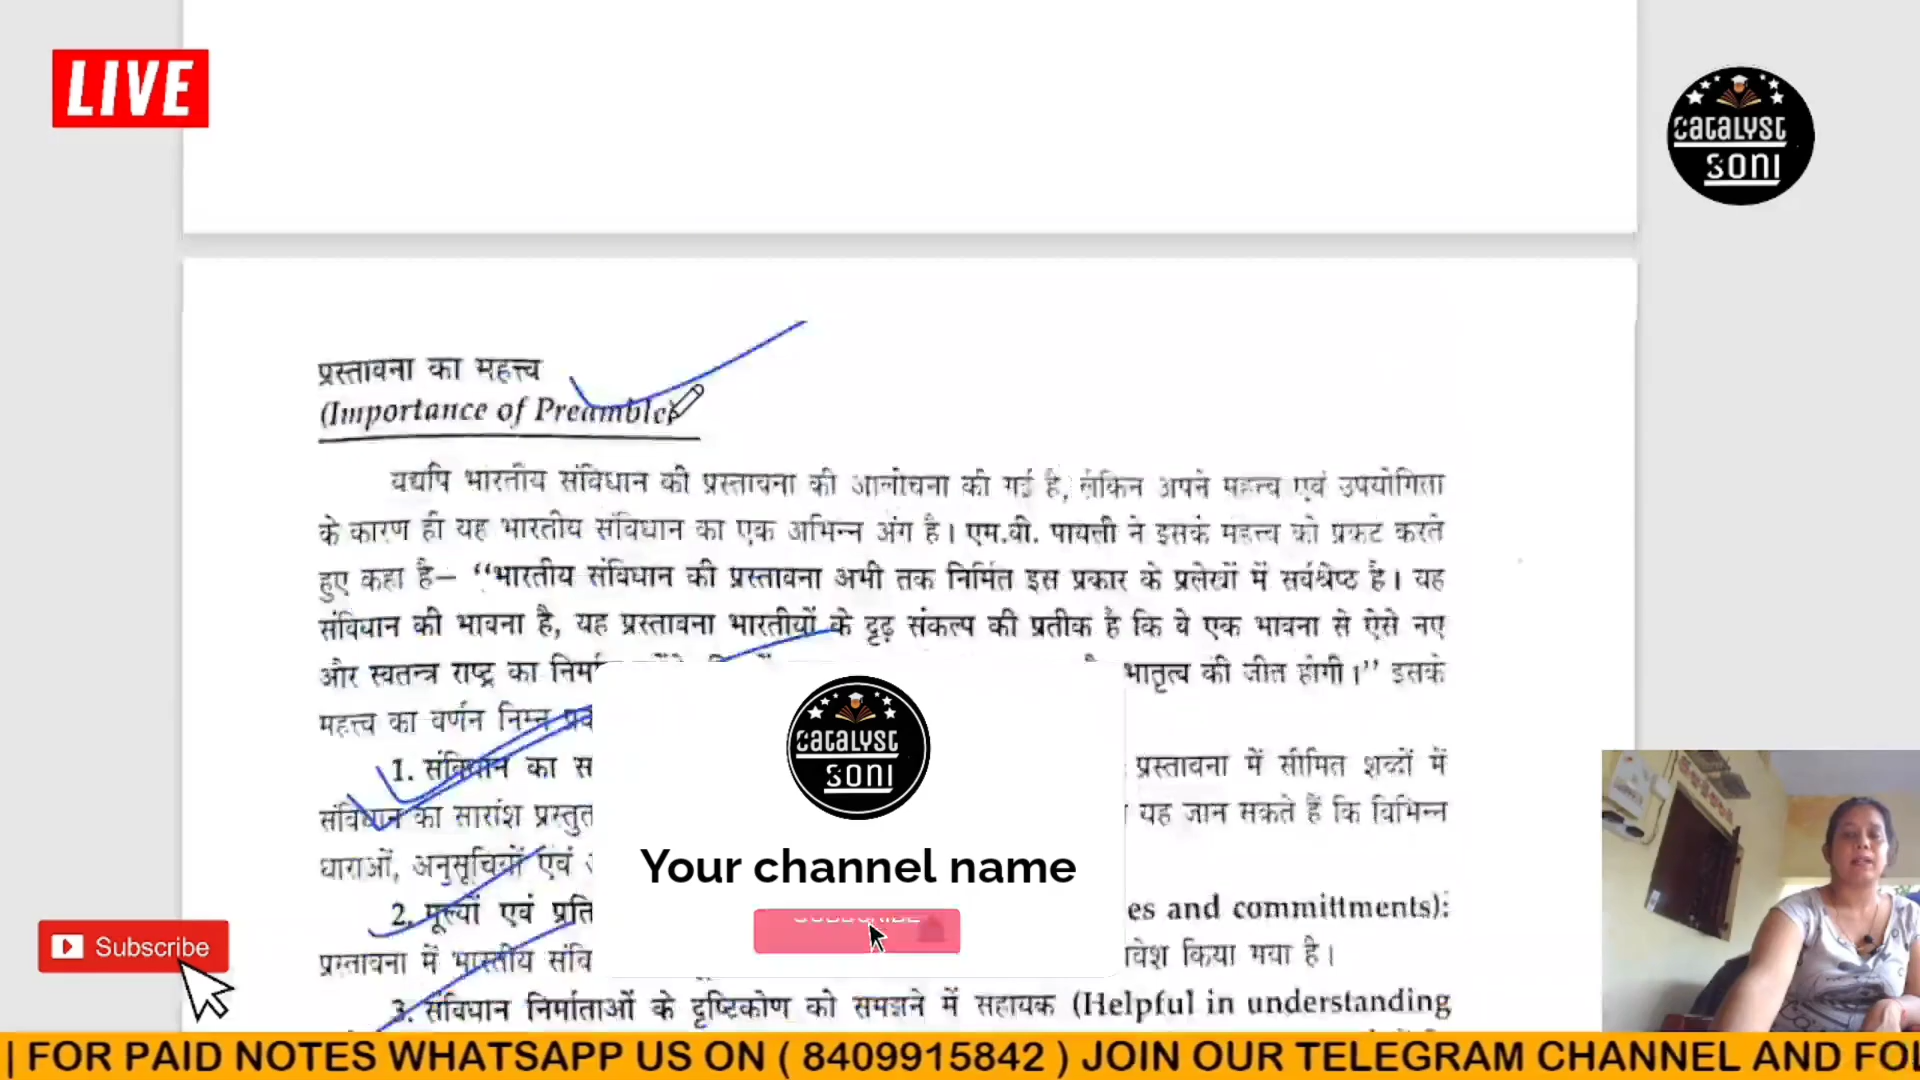 LIVE
CATALYST
SONI
प्रस्तावना का महत्त्व
(Importance of Preamble)
यद्यपि भारतीय संविधान की प्रस्तावना की आलोचना की गई है, लेकिन अपने महत्त्व एवं उपयोगिता
के कारण ही यह भारतीय संविधान का एक अभिन्न अंग है। एम.वी. पायली ने इसके महत्त्व को प्रकट करते
हुए कहा है– “भारतीय संविधान की प्रस्तावना अभी तक निर्मित इस प्रकार के प्रलेखों में सर्वश्रेष्ठ है। यह
संविधान की भावना है, यह प्रस्तावना भारतीयों के दृढ़ संकल्प की प्रतीक है कि वे एक भावना से ऐसे नए
और स्वतन्त्र राष्ट्र का भातृत्व की जीत होगी।” इसके
महत्त्व का वर्णन निम्न
1. संविधान का प्रस्तावना में सीमित शब्दों में
संविधान का सारांश प्रस्तुत यह जान सकते हैं कि विभिन्न
धाराओं, अनुसूचियों एवं
2. मूल्यों एवं es and committments):
प्रस्तावना में भारतीय किया गया है।
3. संविधान निर्माताओं के दृष्टिकोण को समझने में सहायक (Helpful in understanding
CATALYST
SONI
Your channel name
SUBSCRIBE
Subscribe
| FOR PAID NOTES WHATSAPP US ON ( 8409915842 ) JOIN OUR TELEGRAM CHANNEL AND